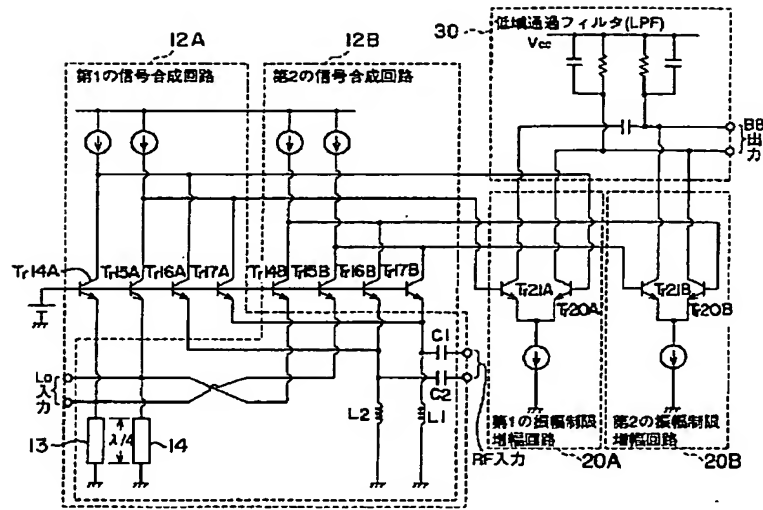 12A
12B
30
低域通過フィルタ(LPF)
Vcc
第1の信号合成回路
第2の信号合成回路
BB
出力
Tr14A
Tr15A
Tr16A
Tr17A
Tr14B
Tr15B
Tr16B
Tr17B
Tr21A
Tr20A
Tr21B
Tr20B
C1
C2
Lo
入力
L2
L1
13
λ/4
14
RF入力
第1の振幅制限
増幅回路
第2の振幅制限
増幅回路
20A
20B